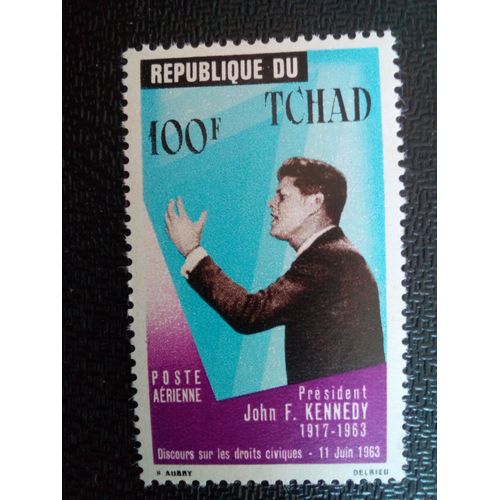 REPUBLIQUE DU
100F TCHAD
POSTE
AÉRIENNE
Président
John F. KENNEDY
1917-1963
Discours sur les droits civiques - 11 Juin 1963
H. AUBRY DELRIEU